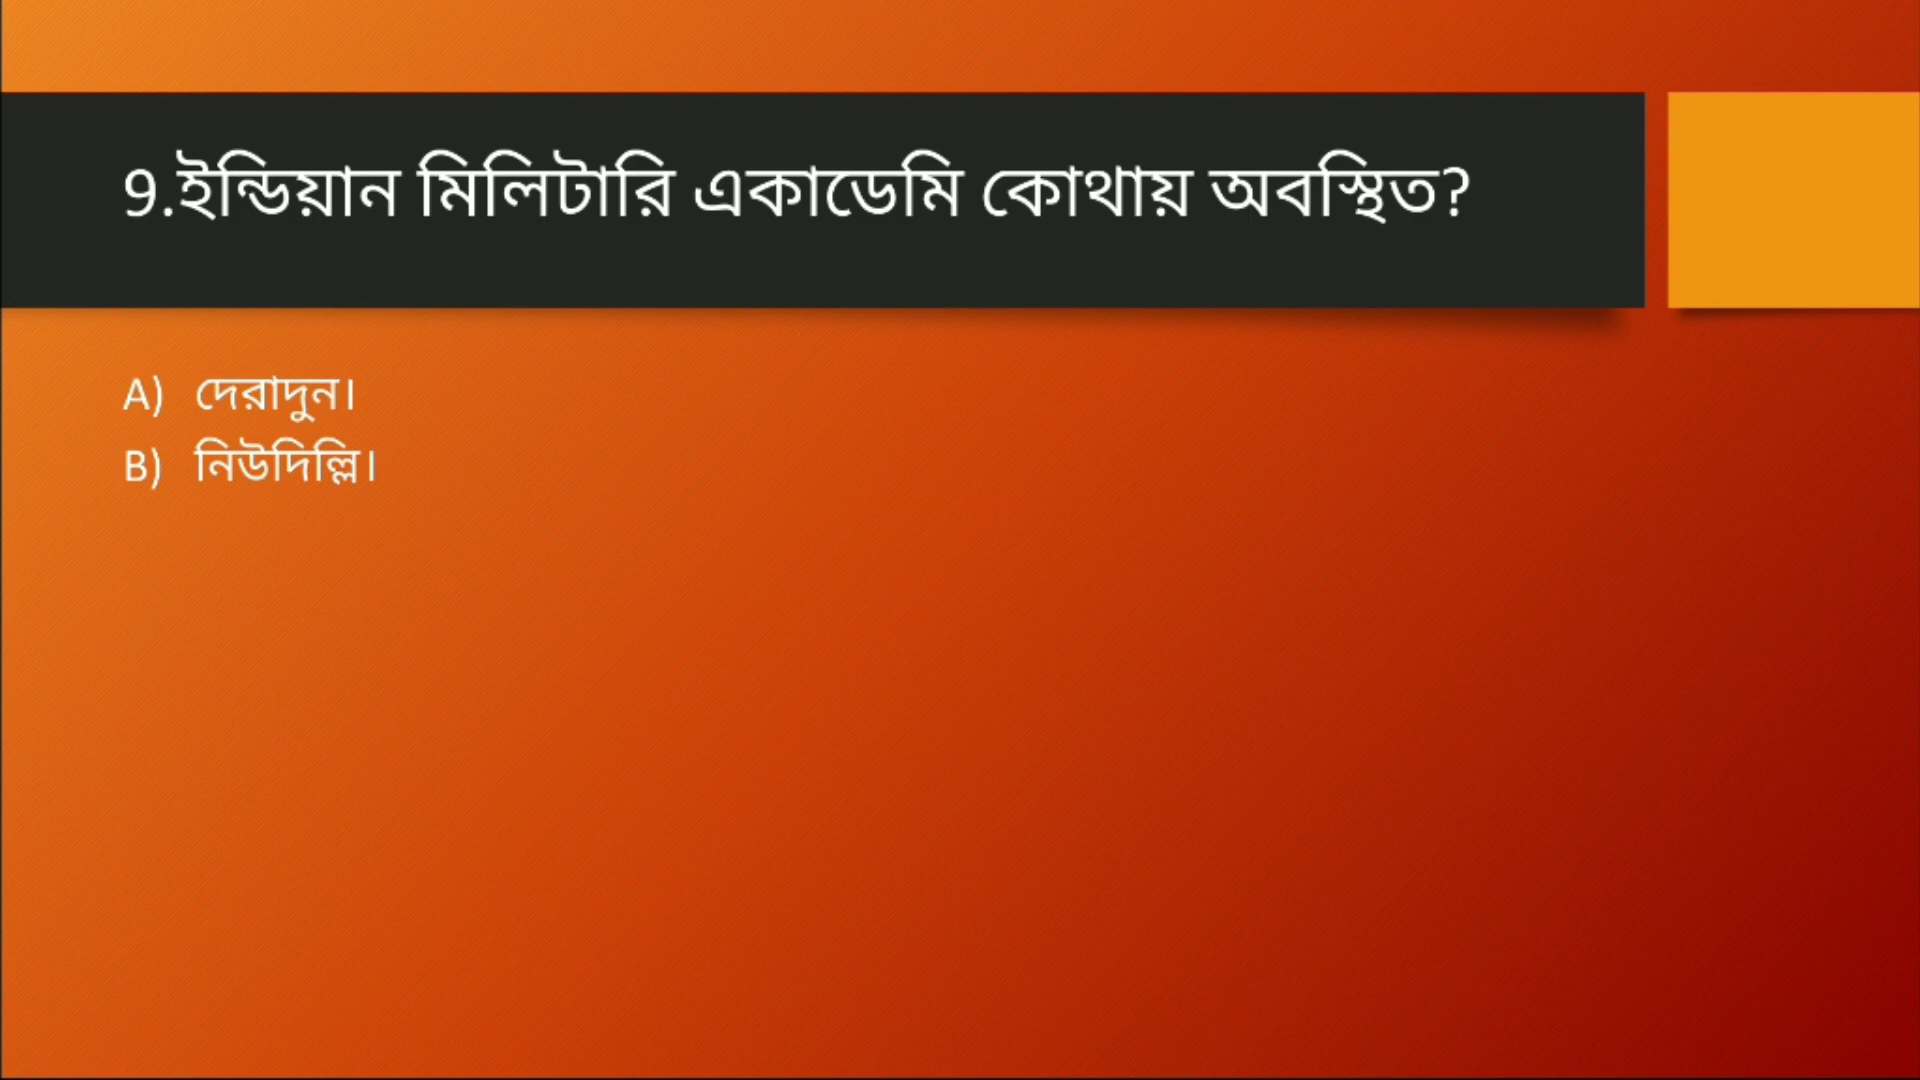 9.ইন্ডিয়ান মিলিটারি একাডেমি কোথায় অবস্থিত?
A) দেরাদুন।
B) নিউদিল্লি।